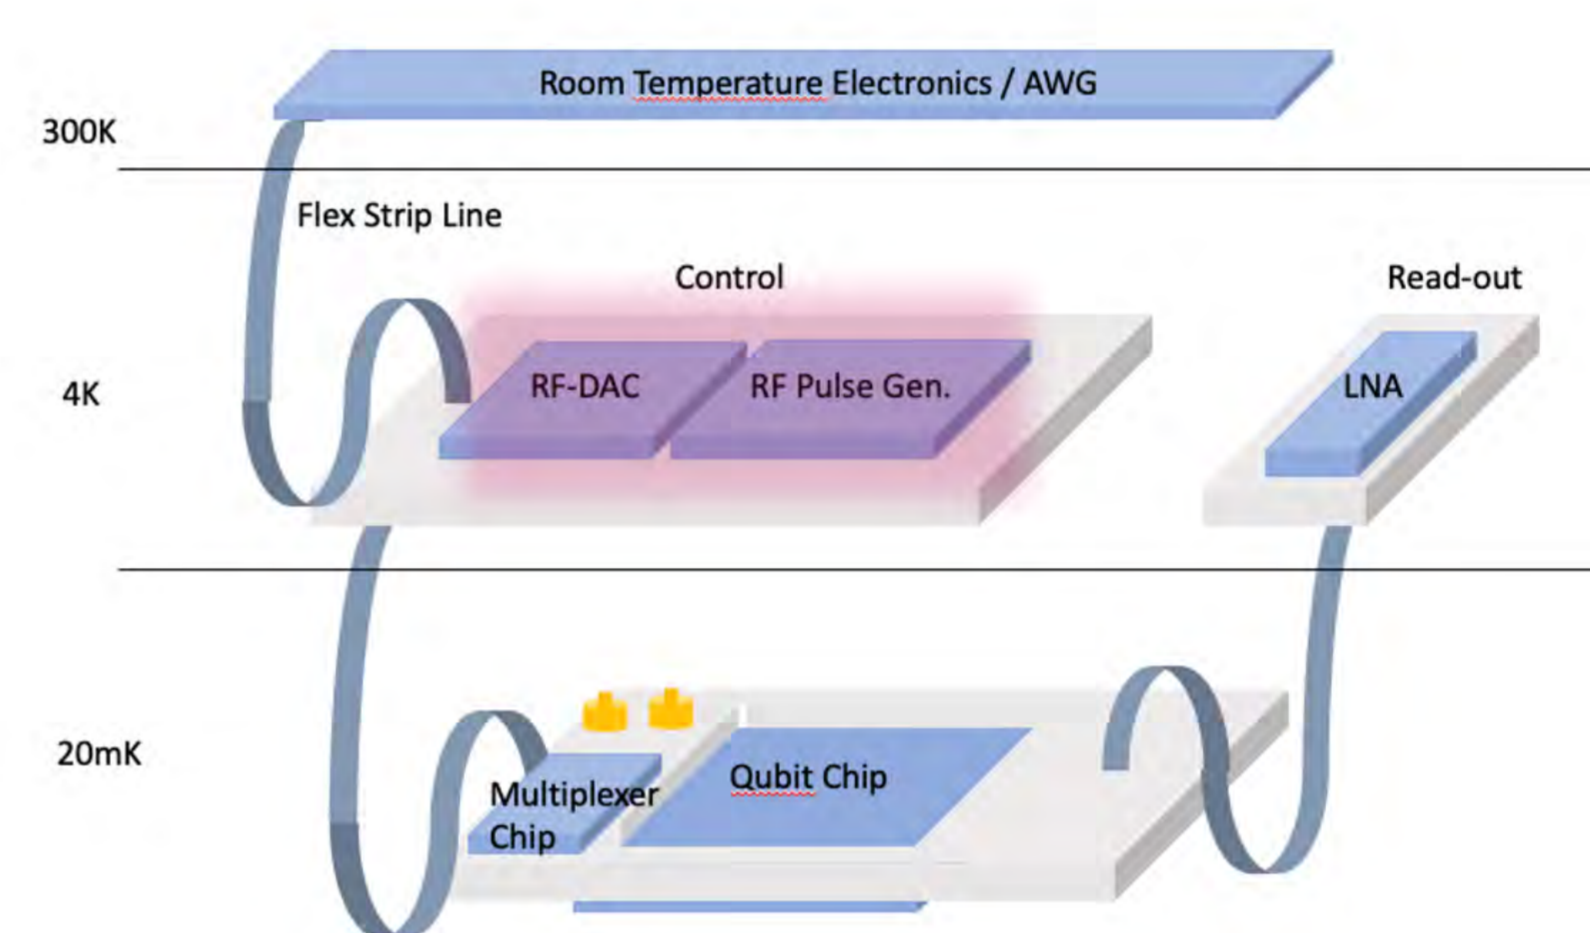 Room Temperature Electronics / AWG
300K
Flex Strip Line
Control
Read-out
4K
RF-DAC
RF Pulse Gen.
LNA
20mK
Multiplexer
Chip
Qubit Chip